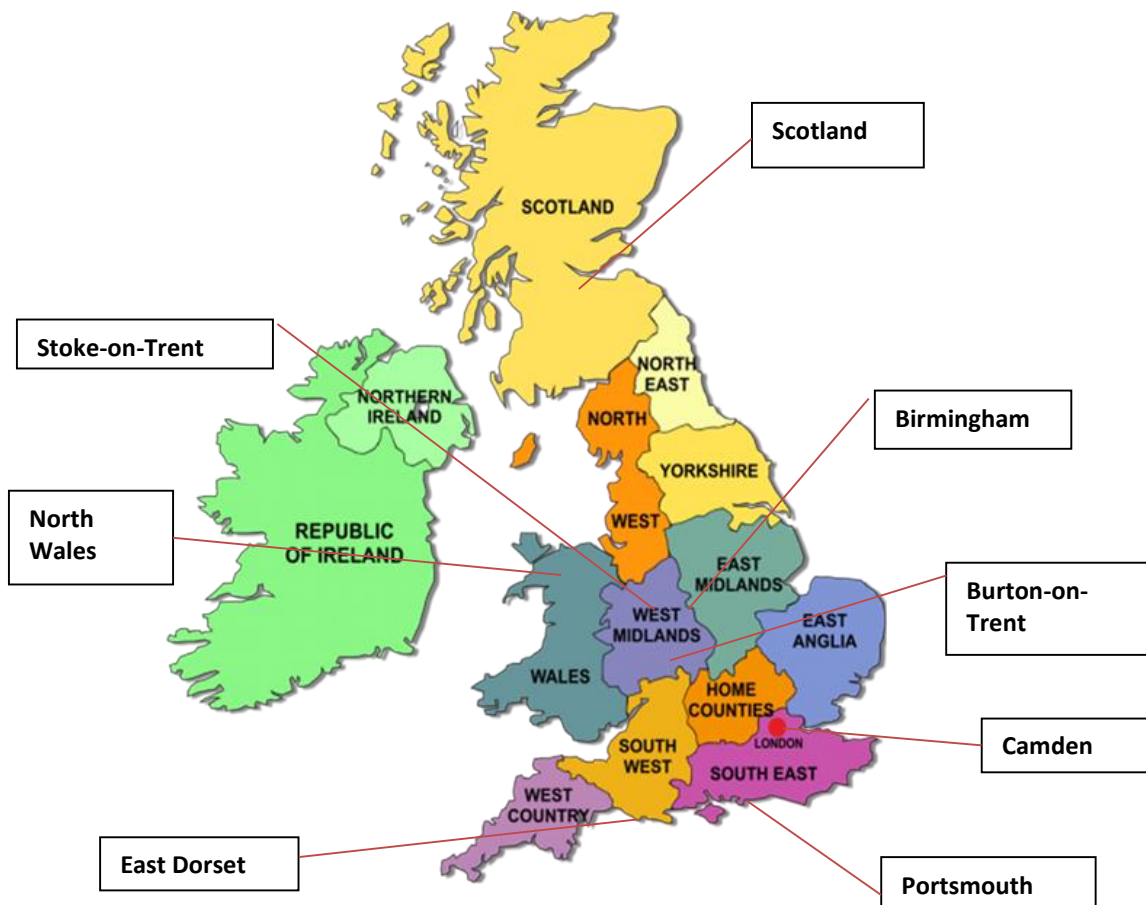 Scotland
SCOTLAND
Stoke-on-Trent
NORTH
EAST
NORTHERN
IRELAND
NORTH
Birmingham
YORKSHIRE
North
Wales
WEST
REPUBLIC
OF IRELAND
EAST
MIDLANDS
Burton-on-
Trent
WEST
MIDLANDS
EAST
ANGLIA
WALES
HOME
COUNTIES
LONDON
Camden
SOUTH
WEST
SOUTH EAST
WEST
COUNTRY
East Dorset
Portsmouth